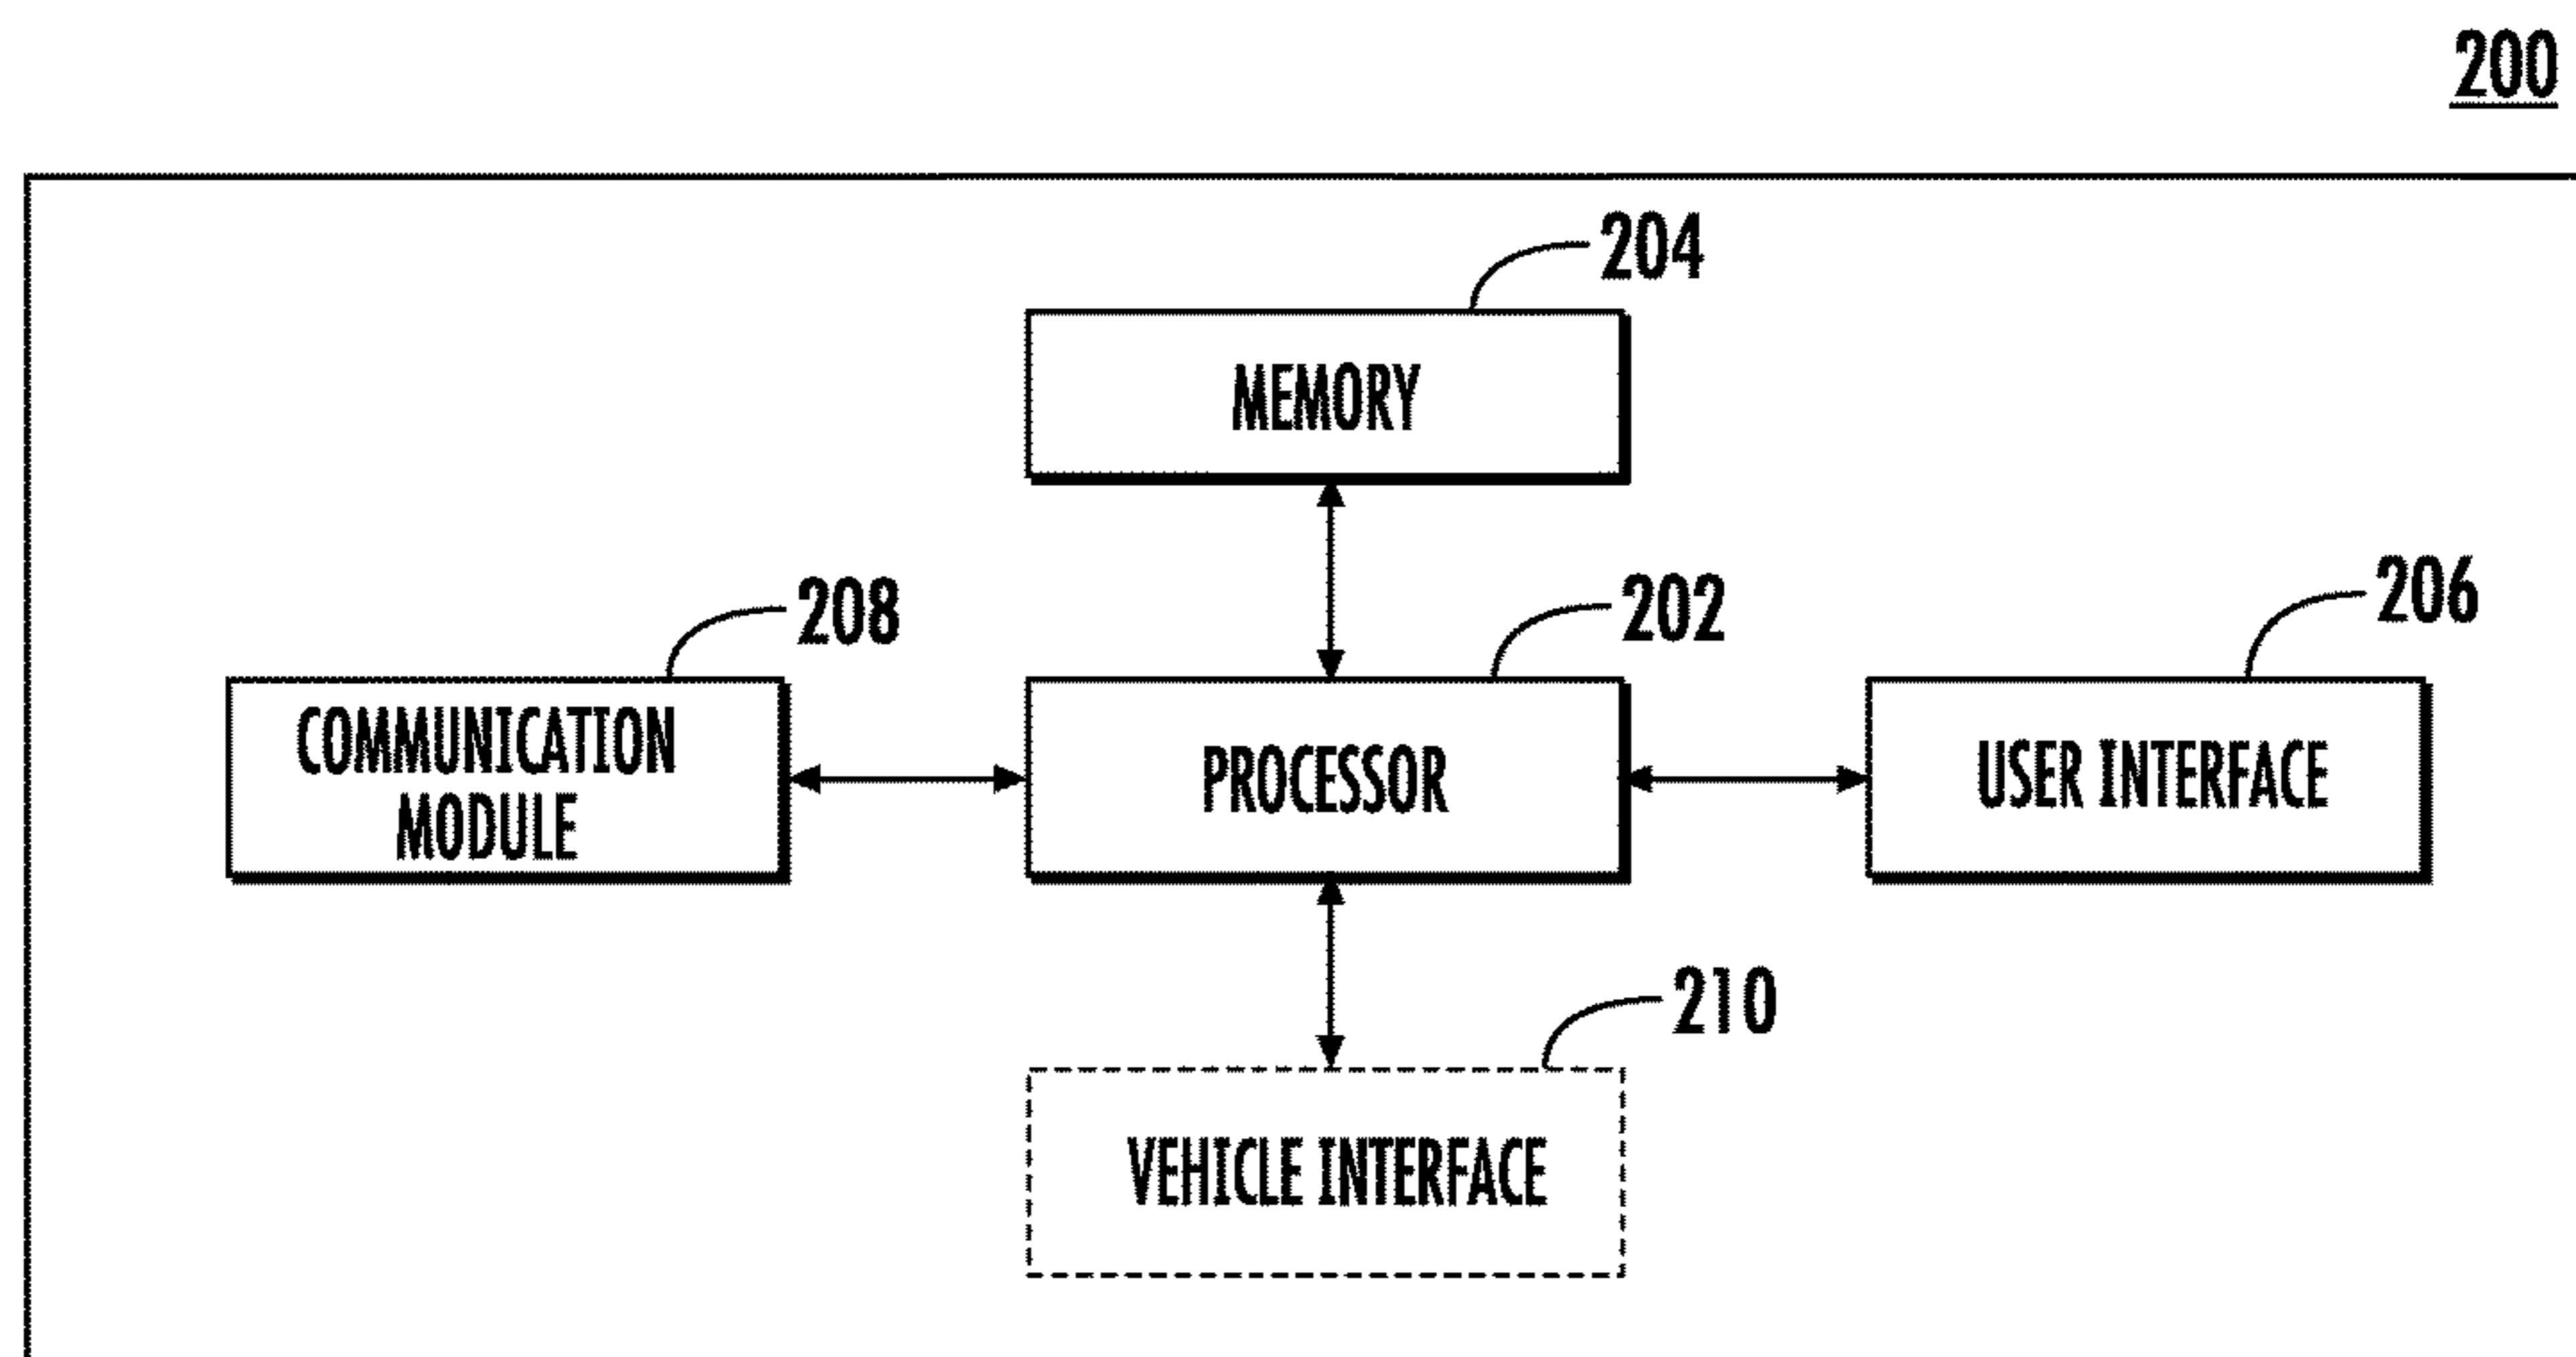 200
204
MEMORY
208
202
206
COMMUNICATION
MODULE
PROCESSOR
USER INTERFACE
210
VEHICLE INTERFACE